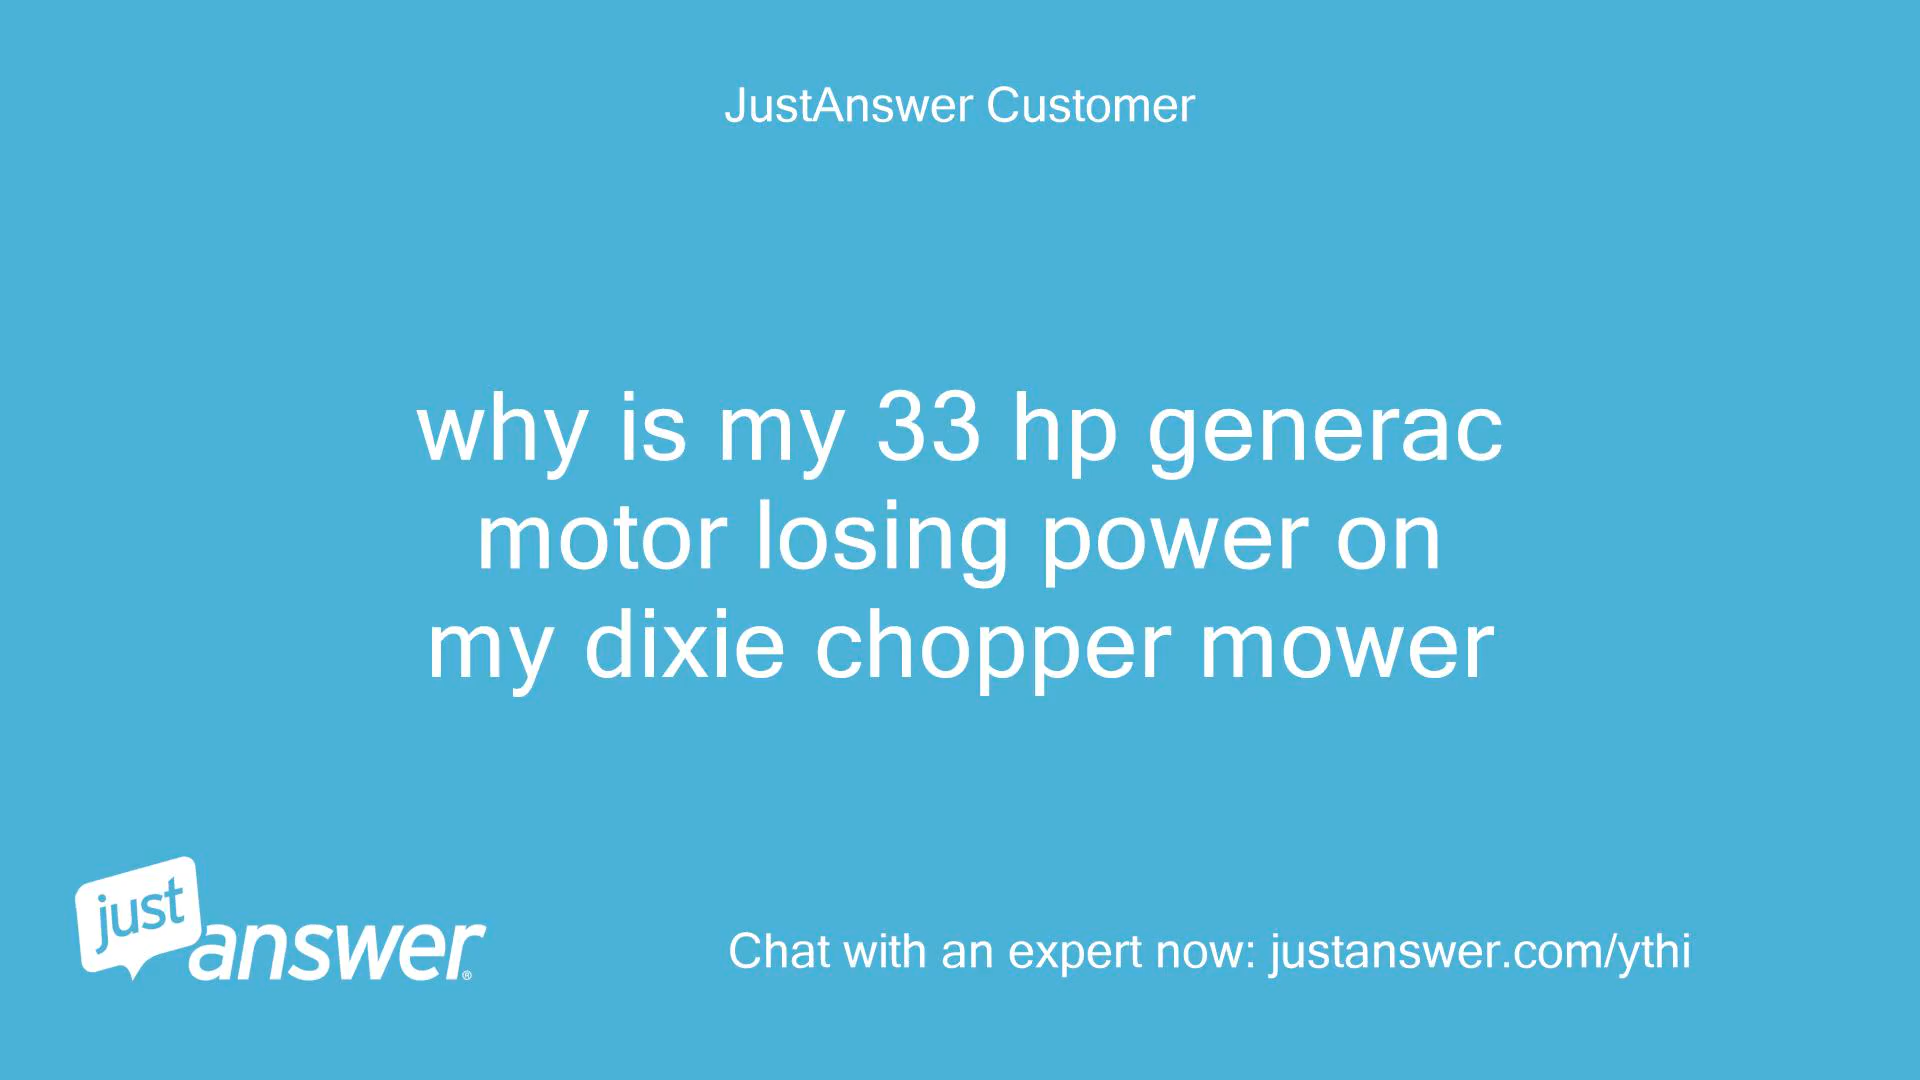 JustAnswer Customer
why is my 33 hp generac
motor losing power on
my dixie chopper mower
just
answer®
Chat with an expert now: justanswer.com/ythi